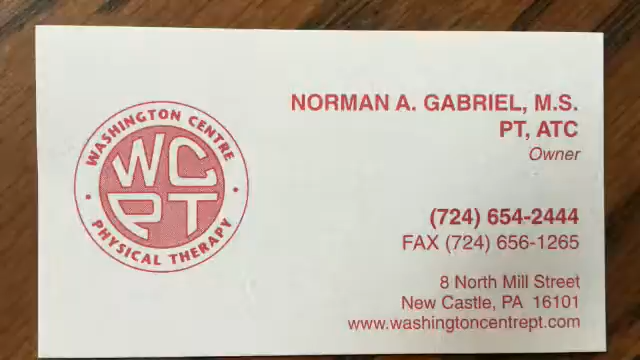 WASHINGTON CENTRE
WC
PT
PHYSICAL THERAPY
NORMAN A. GABRIEL, M.S.
PT, ATC
Owner
(724) 654-2444
FAX (724) 656-1265
8 North Mill Street
New Castle, PA 16101
www.washingtoncentrept.com